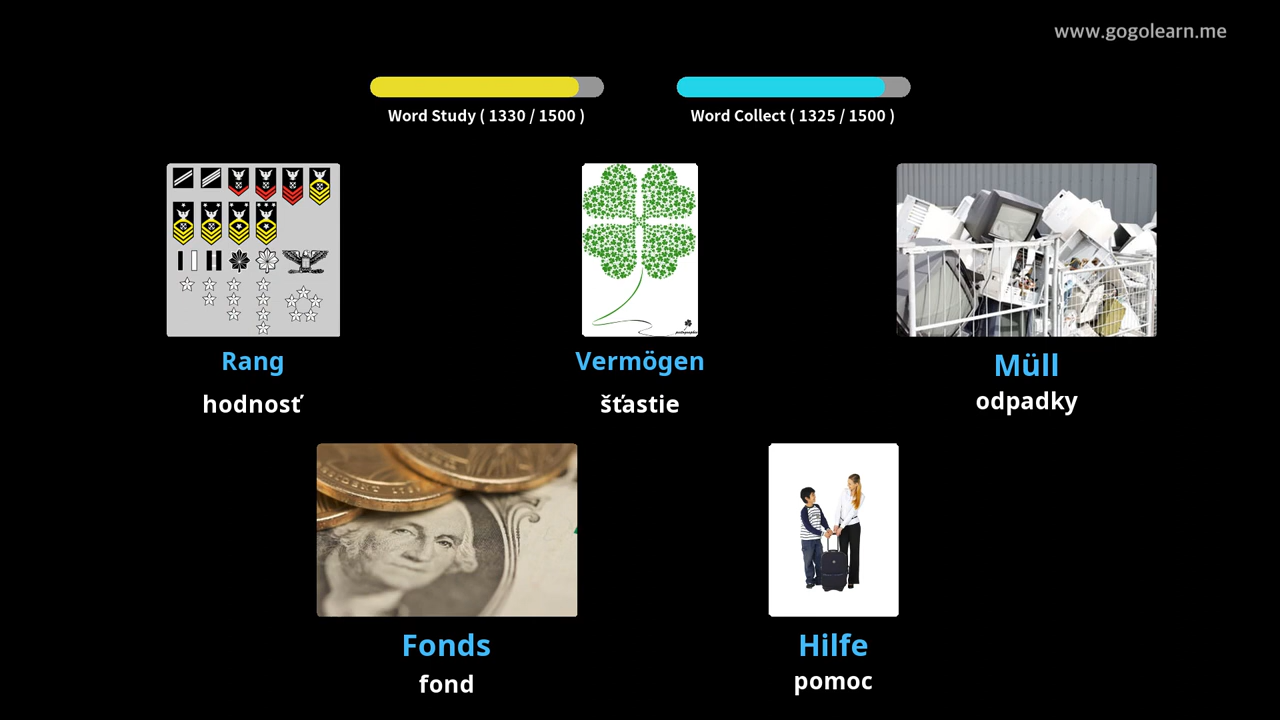 www.gogolearn.me
Word Study ( 1330 / 1500 )
Word Collect ( 1325 / 1500 )
Rang
hodnosť
Vermögen
šťastie
Müll
odpadky
Fonds
fond
Hilfe
pomoc